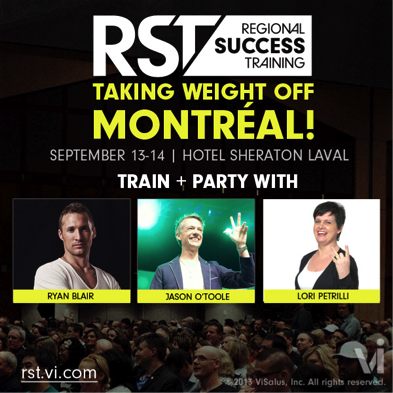 RST
REGIONAL
SUCCESS
TRAINING
TAKING WEIGHT OFF
MONTRÉAL!
SEPTEMBER 13-14 | HOTEL SHERATON LAVAL
TRAIN + PARTY WITH
RYAN BLAIR
JASON O'TOOLE
LORI PETRILLI
vi
rst.vi.com
©2013 ViSalus, Inc. All rights reserved.